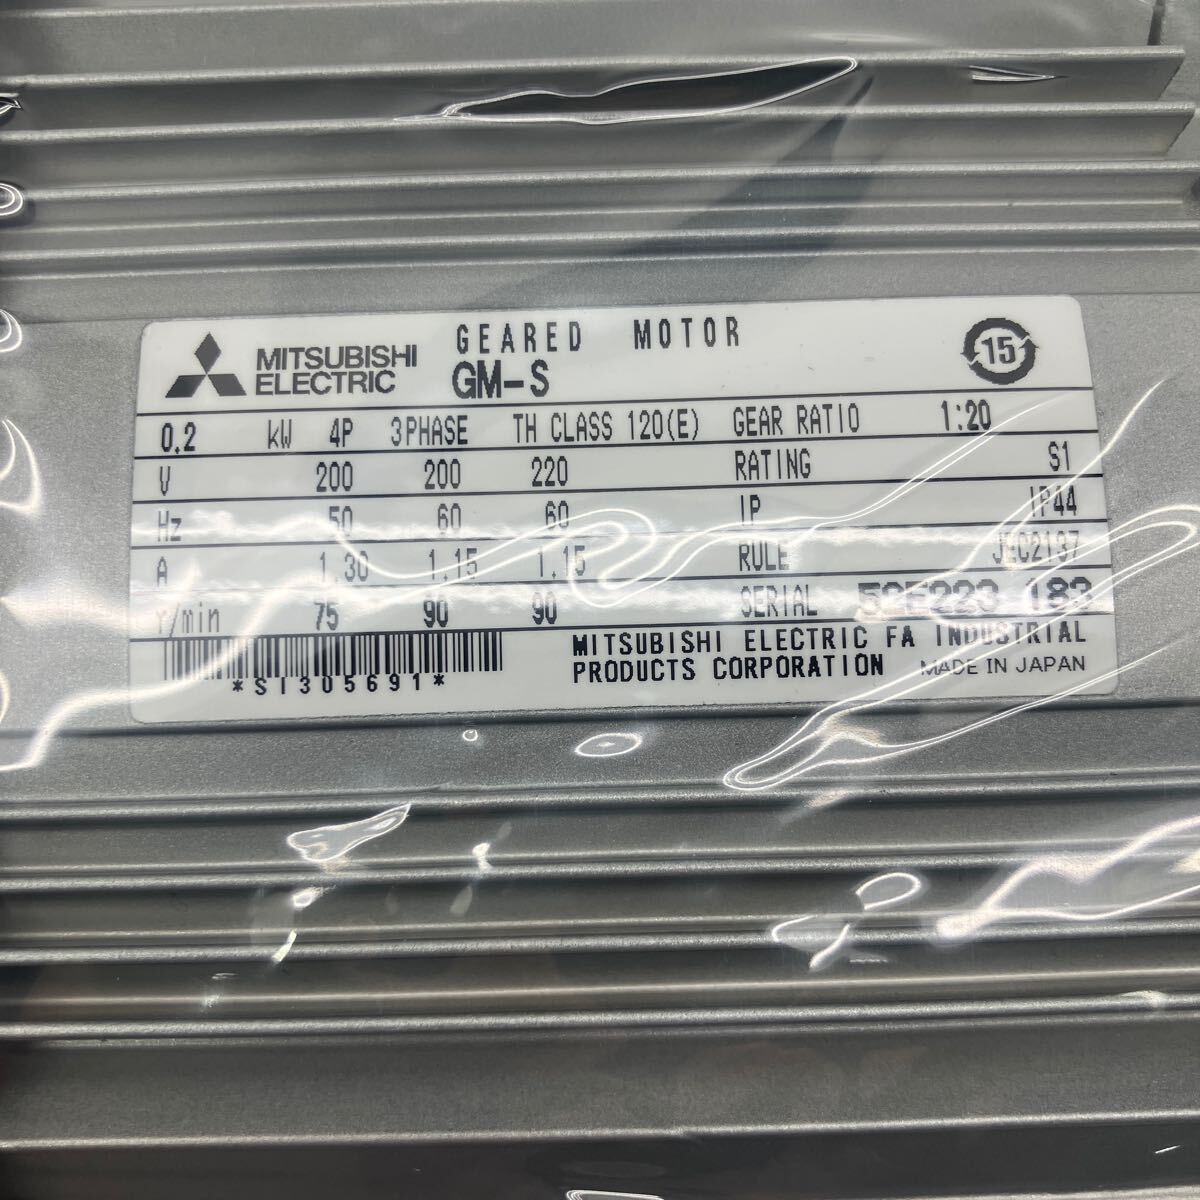 MITSUBISHI ELECTRIC GEARED MOTOR GM-S 15
0.2 kW 4P 3PHASE TH CLASS 120(E) GEAR RATIO 1:20
V 200 200 220 RATING S1
Hz 50 60 60 IP IP44
A 1.30 1.15 1.15 RULE JEC2137
r/min 75 90 90 SERIAL 183
*SI305691*
MITSUBISHI ELECTRIC FA INDUSTRIAL
PRODUCTS CORPORATION MADE IN JAPAN